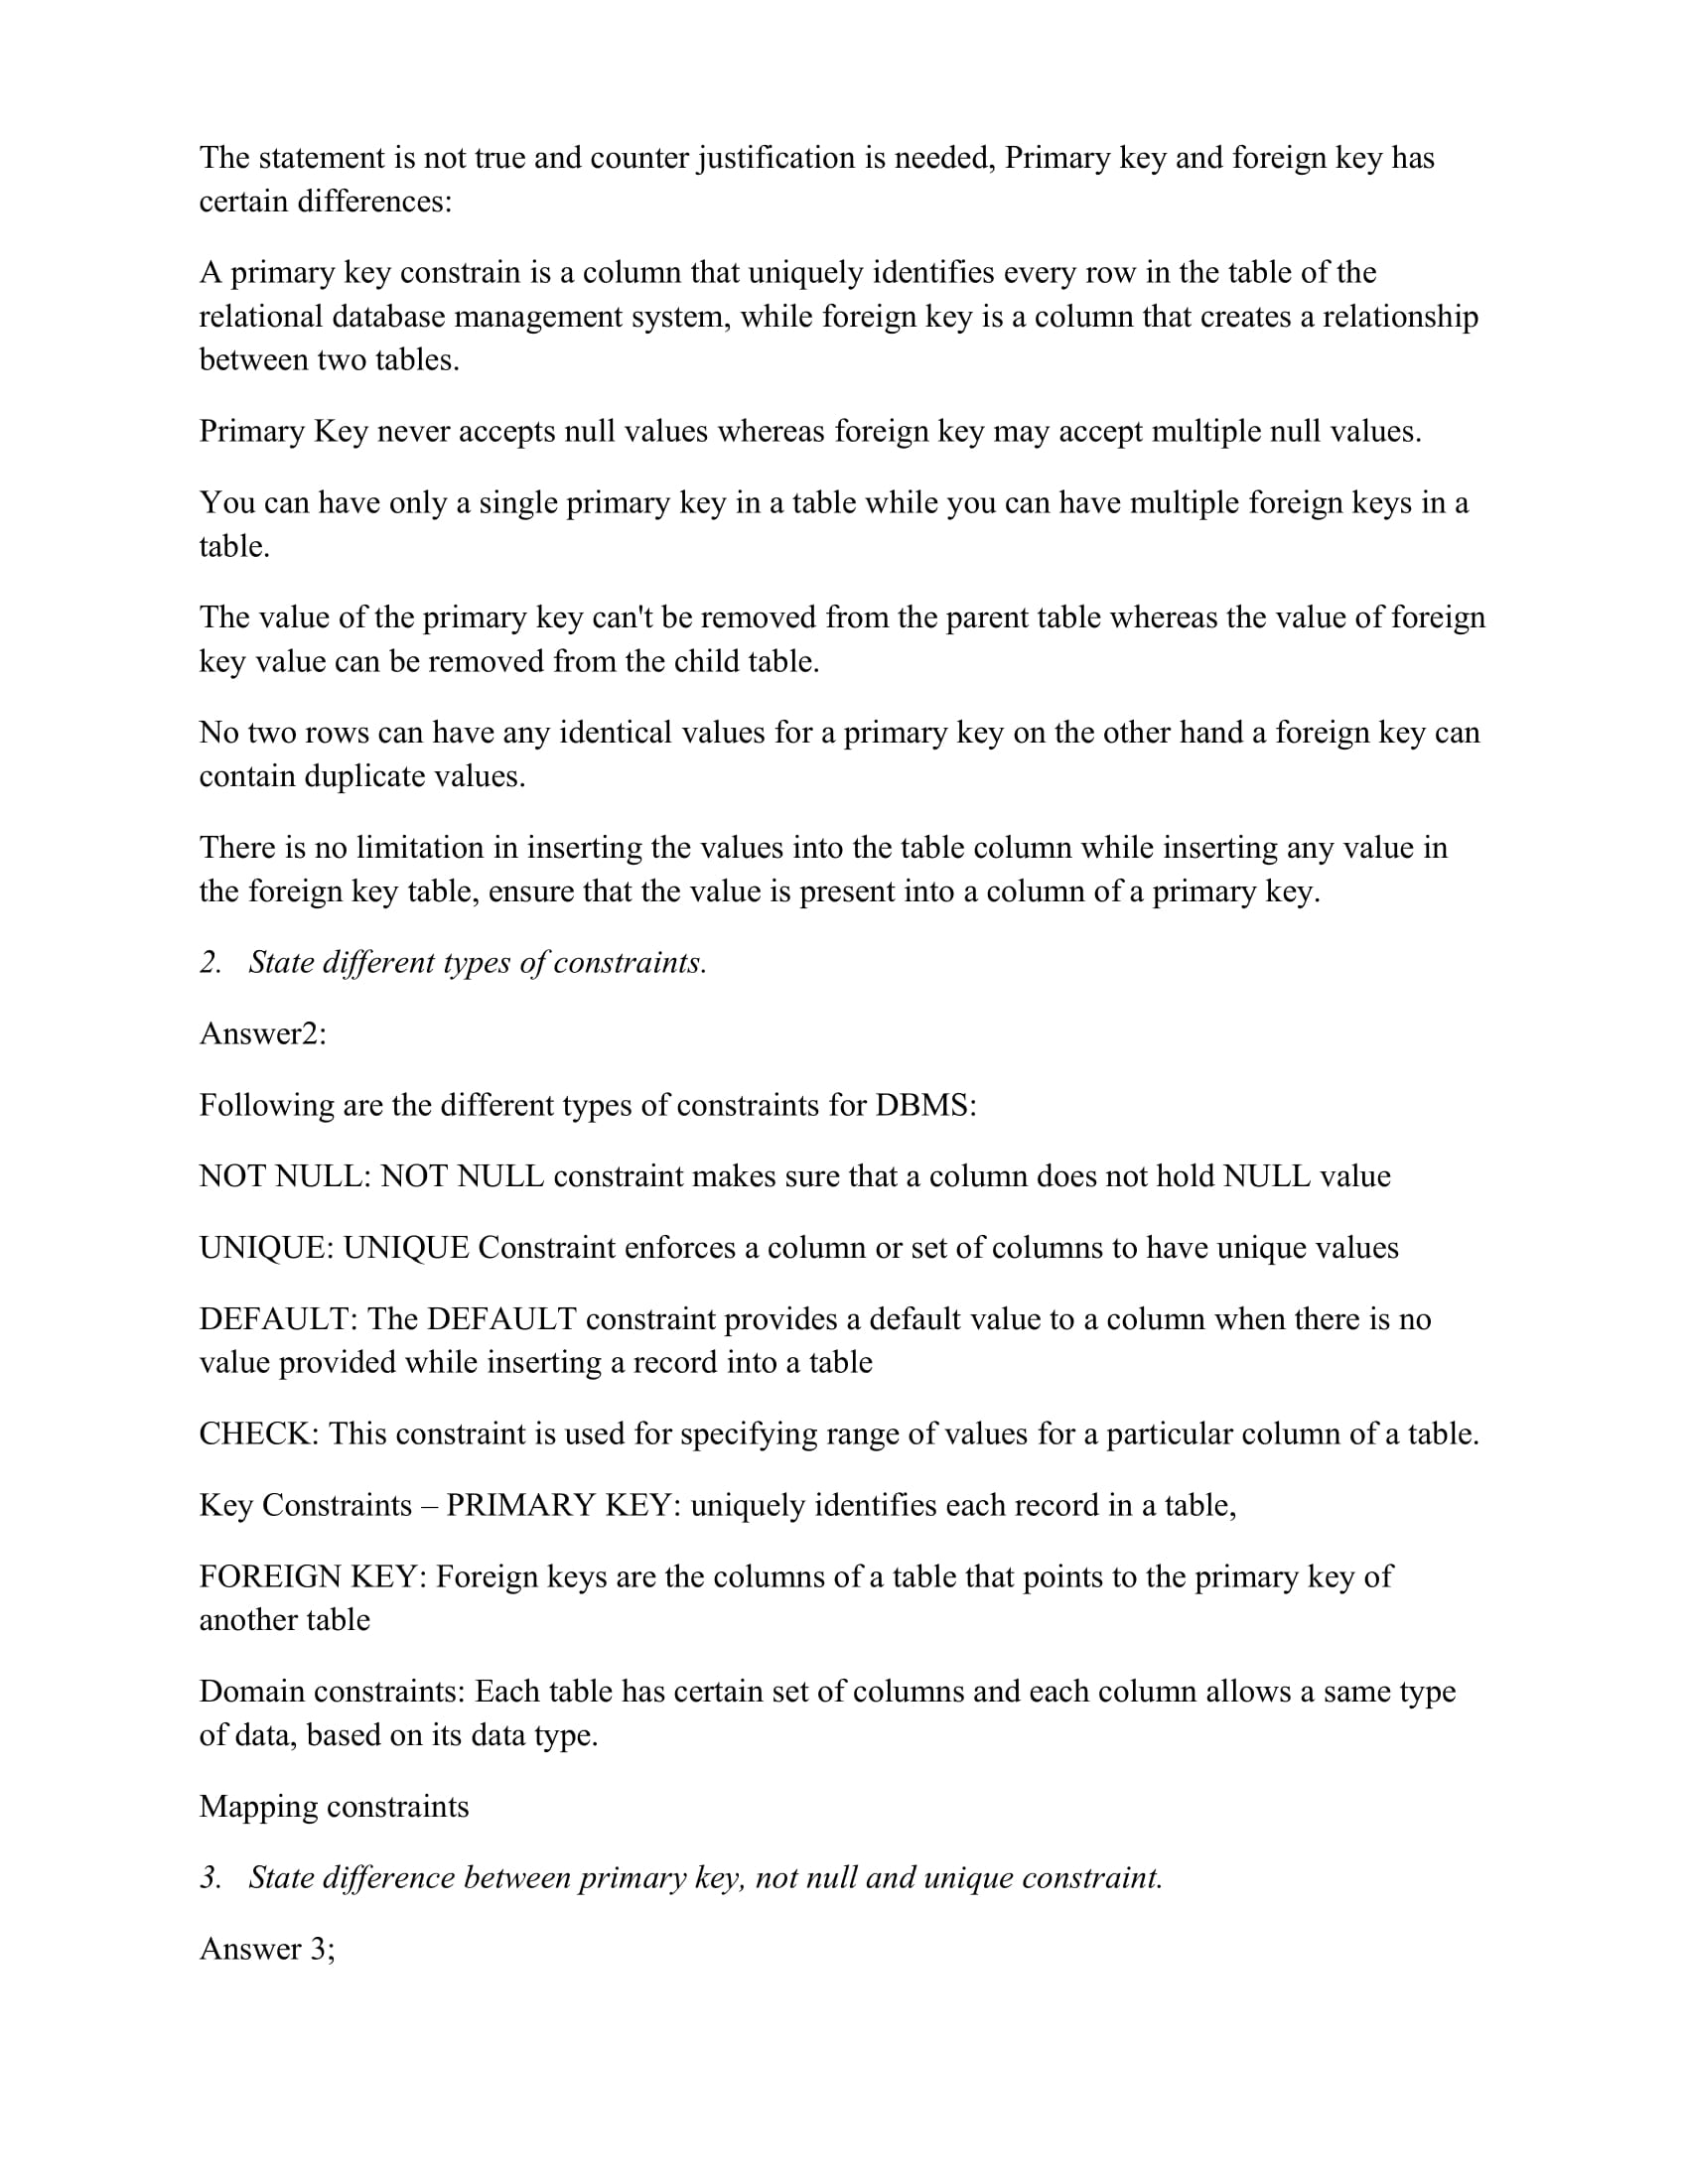 The statement is not true and counter justification is needed, Primary key and foreign key has
certain differences:
A primary key constrain is a column that uniquely identifies every row in the table of the
relational database management system, while foreign key is a column that creates a relationship
between two tables.
Primary Key never accepts null values whereas foreign key may accept multiple null values.
You can have only a single primary key in a table while you can have multiple foreign keys in a
table.
The value of the primary key can't be removed from the parent table whereas the value of foreign
key value can be removed from the child table.
No two rows can have any identical values for a primary key on the other hand a foreign key can
contain duplicate values.
There is no limitation in inserting the values into the table column while inserting any value in
the foreign key table, ensure that the value is present into a column of a primary key.
2. State different types of constraints.
Answer2:
Following are the different types of constraints for DBMS:
NOT NULL: NOT NULL constraint makes sure that a column does not hold NULL value
UNIQUE: UNIQUE Constraint enforces a column or set of columns to have unique values
DEFAULT: The DEFAULT constraint provides a default value to a column when there is no
value provided while inserting a record into a table
CHECK: This constraint is used for specifying range of values for a particular column of a table.
Key Constraints – PRIMARY KEY: uniquely identifies each record in a table,
FOREIGN KEY: Foreign keys are the columns of a table that points to the primary key of
another table
Domain constraints: Each table has certain set of columns and each column allows a same type
of data, based on its data type.
Mapping constraints
3. State difference between primary key, not null and unique constraint.
Answer 3;